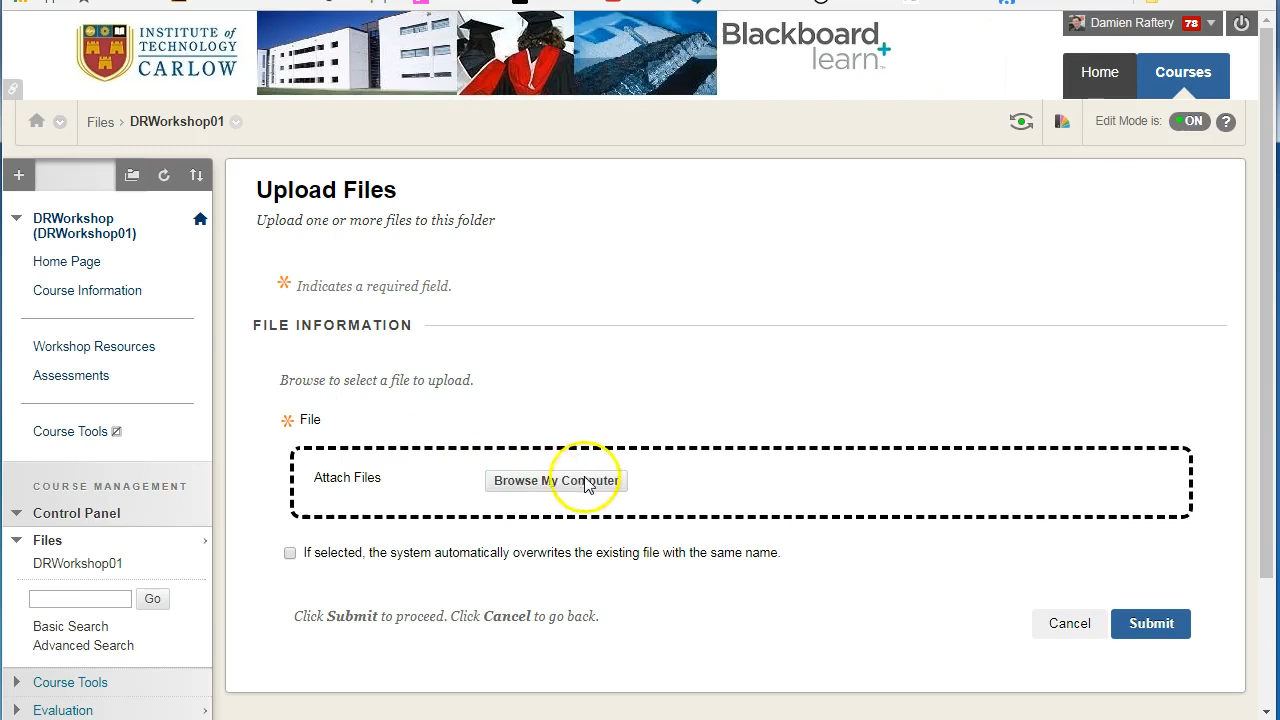 INSTITUTE of
TECHNOLOGY
CARLOW
Blackboard
learn
Damien Raftery 78
Home Courses
Files > DRWorkshop01
Edit Mode is: ON ?
DRWorkshop
(DRWorkshop01)
Home Page
Course Information
Workshop Resources
Assessments
Course Tools
COURSE MANAGEMENT
Control Panel
Files
DRWorkshop01
Go
Basic Search
Advanced Search
Course Tools
Evaluation
Upload Files
Upload one or more files to this folder
Indicates a required field.
FILE INFORMATION
Browse to select a file to upload.
File
Attach Files Browse My Computer
If selected, the system automatically overwrites the existing file with the same name.
Click Submit to proceed. Click Cancel to go back.
Cancel Submit